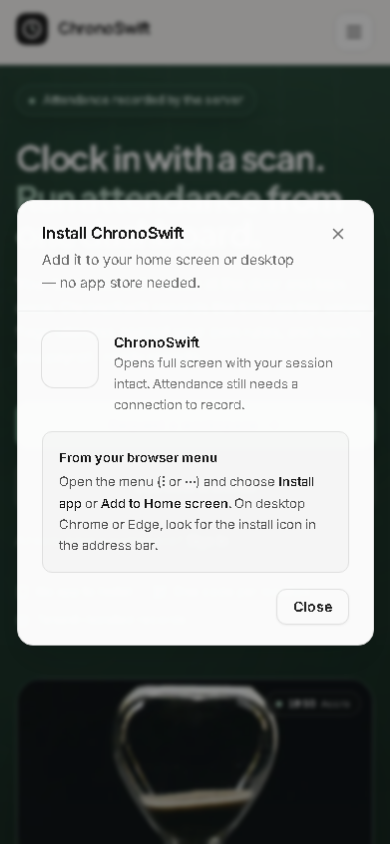 ChronoSwift
Attendance recorded by the server
Clock in with a scan.
Run attendance from
Install ChronoSwift
Add it to your home screen or desktop
— no app store needed.
ChronoSwift
Opens full screen with your session
intact. Attendance still needs a
connection to record.
From your browser menu
Open the menu (⋮ or ···) and choose Install
app or Add to Home screen. On desktop
Chrome or Edge, look for the install icon in
the address bar.
Close